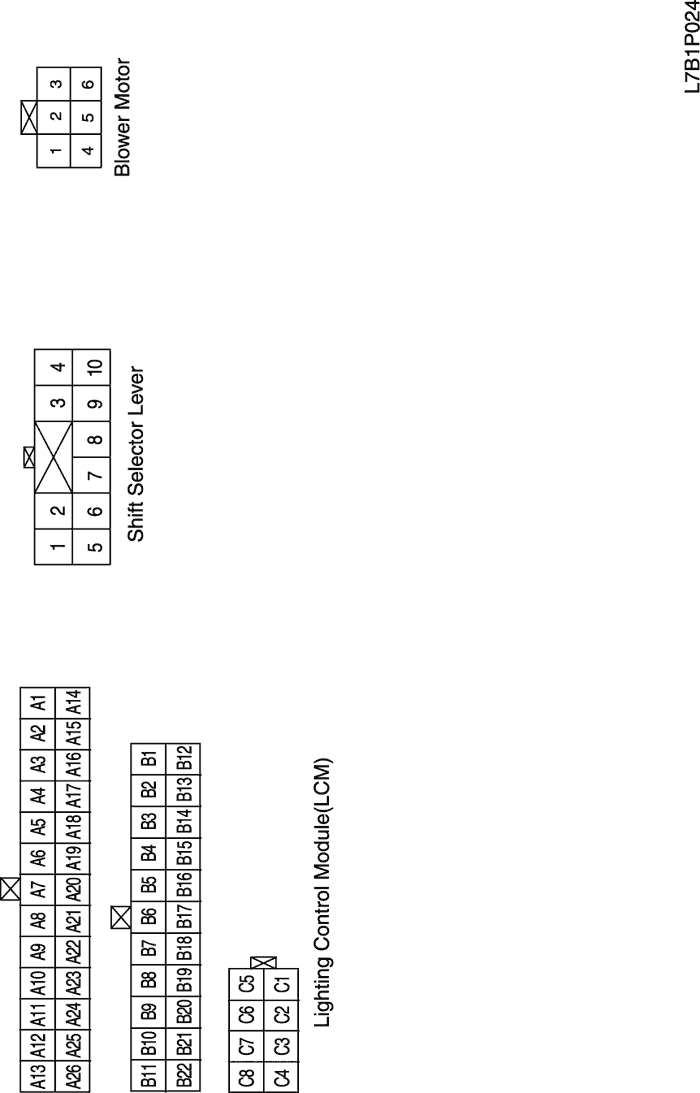 A13 A12 A11 A10 A9 A8 A7 A6 A5 A4 A3 A2 A1
A26 A25 A24 A23 A22 A21 A20 A19 A18 A17 A16 A15 A14
B11 B10 B9 B8 B7 B6 B5 B4 B3 B2 B1
B22 B21 B20 B19 B18 B17 B16 B15 B14 B13 B12
C8 C7 C6 C5
C4 C3 C2 C1
Lighting Control Module(LCM)
1 2 3 4
5 6 7 8 9 10
Shift Selector Lever
1 2 3
4 5 6
Blower Motor
L7B1P024